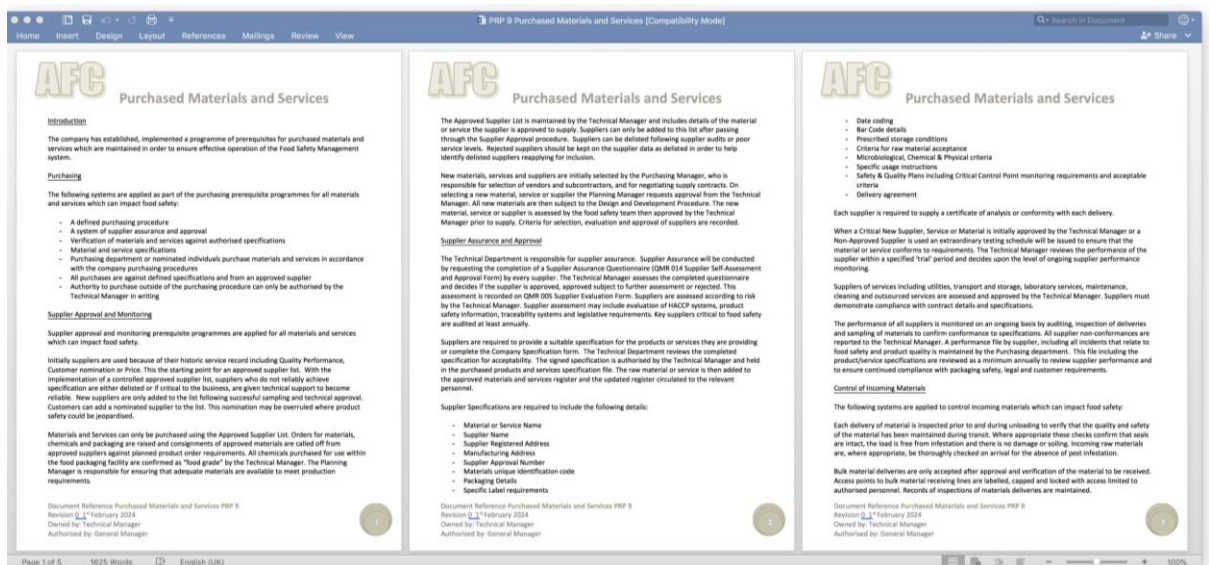 PRP 9 Purchased Materials and Services [Compatibility Mode]
Search in Document
Home Insert Design Layout References Mailings Review View
Share
AFC
Purchased Materials and Services
Introduction
The company has established, implemented a programme of prerequisites for purchased materials and
services which are maintained in order to ensure effective operation of the Food Safety Management
system.
Purchasing
The following systems are applied as part of the purchasing prerequisite programmes for all materials
and services which can impact food safety:
- A defined purchasing procedure
- A system of supplier assurance and approval
- Verification of materials and services against authorised specifications
- Material and service specifications
- Purchasing department or nominated individuals purchase materials and services in accordance
with the company purchasing procedures
- All purchases are against defined specifications and from an approved supplier
- Authority to purchase outside of the purchasing procedure can only be authorised by the
Technical Manager in writing
Supplier Approval and Monitoring
Supplier approval and monitoring prerequisite programmes are applied for all materials and services
which can impact food safety.
Initially suppliers are used because of their historic service record including Quality Performance,
Customer nomination or Price. This the starting point for an approved supplier list. With the
implementation of a controlled approved supplier list, suppliers who do not reliably achieve
specification are either delisted or if critical to the business, are given technical support to become
reliable. New suppliers are only added to the list following successful sampling and technical approval.
Customers can add a nominated supplier to the list. This nomination may be overruled where product
safety could be jeopardised.
Materials and Services can only be purchased using the Approved Supplier List. Orders for materials,
chemicals and packaging are raised and consignments of approved materials are called off from
approved suppliers against planned product order requirements. All chemicals purchased for use within
the food packaging facility are confirmed as "food grade" by the Technical Manager. The Planning
Manager is responsible for ensuring that adequate materials are available to meet production
requirements.
Document Reference Purchased Materials and Services PRP 9
Revision 0 1st February 2024
Owned by: Technical Manager
Authorised by: General Manager
1
AFC
Purchased Materials and Services
The Approved Supplier List is maintained by the Technical Manager and includes details of the material
or service the supplier is approved to supply. Suppliers can only be added to this list after passing
through the Supplier Approval procedure. Suppliers can be delisted following supplier audits or poor
service levels. Rejected suppliers should be kept on the supplier data as delisted in order to help
identify delisted suppliers reapplying for inclusion.
New materials, services and suppliers are initially selected by the Purchasing Manager, who is
responsible for selection of vendors and subcontractors, and for negotiating supply contracts. On
selecting a new material, service or supplier the Planning Manager requests approval from the Technical
Manager. All new materials are then subject to the Design and Development Procedure. The new
material, service or supplier is assessed by the food safety team then approved by the Technical
Manager prior to supply. Criteria for selection, evaluation and approval of suppliers are recorded.
Supplier Assurance and Approval
The Technical Department is responsible for supplier assurance. Supplier Assurance will be conducted
by requesting the completion of a Supplier Assurance Questionnaire (QMR 014 Supplier Self-Assessment
and Approval Form) by every supplier. The Technical Manager assesses the completed questionnaire
and decides if the supplier is approved, approved subject to further assessment or rejected. This
assessment is recorded on QMR 005 Supplier Evaluation Form. Suppliers are assessed according to risk
by the Technical Manager. Supplier assessment may include evaluation of HACCP systems, product
safety information, traceability systems and legislative requirements. Key suppliers critical to food safety
are audited at least annually.
Suppliers are required to provide a suitable specification for the products or services they are providing
or complete the Company Specification form. The Technical Department reviews the completed
specification for acceptability. The signed specification is authorised by the Technical Manager and held
in the purchased products and services specification file. The raw material or service is then added to
the approved materials and services register and the updated register circulated to the relevant
personnel.
Supplier Specifications are required to include the following details:
- Material or Service Name
- Supplier Name
- Supplier Registered Address
- Manufacturing Address
- Supplier Approval Number
- Materials unique identification code
- Packaging Details
- Specific Label requirements
Document Reference Purchased Materials and Services PRP 9
Revision 0 1st February 2024
Owned by: Technical Manager
Authorised by: General Manager
2
AFC
Purchased Materials and Services
- Date coding
- Bar Code details
- Prescribed storage conditions
- Criteria for raw material acceptance
- Microbiological, Chemical & Physical criteria
- Specific usage instructions
- Safety & Quality Plans including Critical Control Point monitoring requirements and acceptable
criteria
- Delivery agreement
Each supplier is required to supply a certificate of analysis or conformity with each delivery.
When a Critical New Supplier, Service or Material is initially approved by the Technical Manager or a
Non-Approved Supplier is used an extraordinary testing schedule will be issued to ensure that the
material or service conforms to requirements. The Technical Manager reviews the performance of the
supplier within a specified 'trial' period and decides upon the level of ongoing supplier performance
monitoring.
Suppliers of services including utilities, transport and storage, laboratory services, maintenance,
cleaning and outsourced services are assessed and approved by the Technical Manager. Suppliers must
demonstrate compliance with contract details and specifications.
The performance of all suppliers is monitored on an ongoing basis by auditing, inspection of deliveries
and sampling of materials to confirm conformance to specifications. All supplier non-conformances are
reported to the Technical Manager. A performance file by supplier, including all incidents that relate to
food safety and product quality is maintained by the Purchasing department. This file including the
product/service specifications are reviewed as a minimum annually to review supplier performance and
to ensure continued compliance with packaging safety, legal and customer requirements.
Control of Incoming Materials
The following systems are applied to control incoming materials which can impact food safety:
Each delivery of material is inspected prior to and during unloading to verify that the quality and safety
of the material has been maintained during transit. Where appropriate these checks confirm that seals
are intact, the load is free from infestation and there is no damage or soiling. Incoming raw materials
are, where appropriate, be thoroughly checked on arrival for the absence of pest infestation.
Bulk material deliveries are only accepted after approval and verification of the material to be received.
Access points to bulk material receiving lines are labelled, capped and locked with access limited to
authorised personnel. Records of inspections of materials deliveries are maintained.
Document Reference Purchased Materials and Services PRP 9
Revision 0 1st February 2024
Owned by: Technical Manager
Authorised by: General Manager
3
Page 1 of 6 1625 Words English (UK) 100%